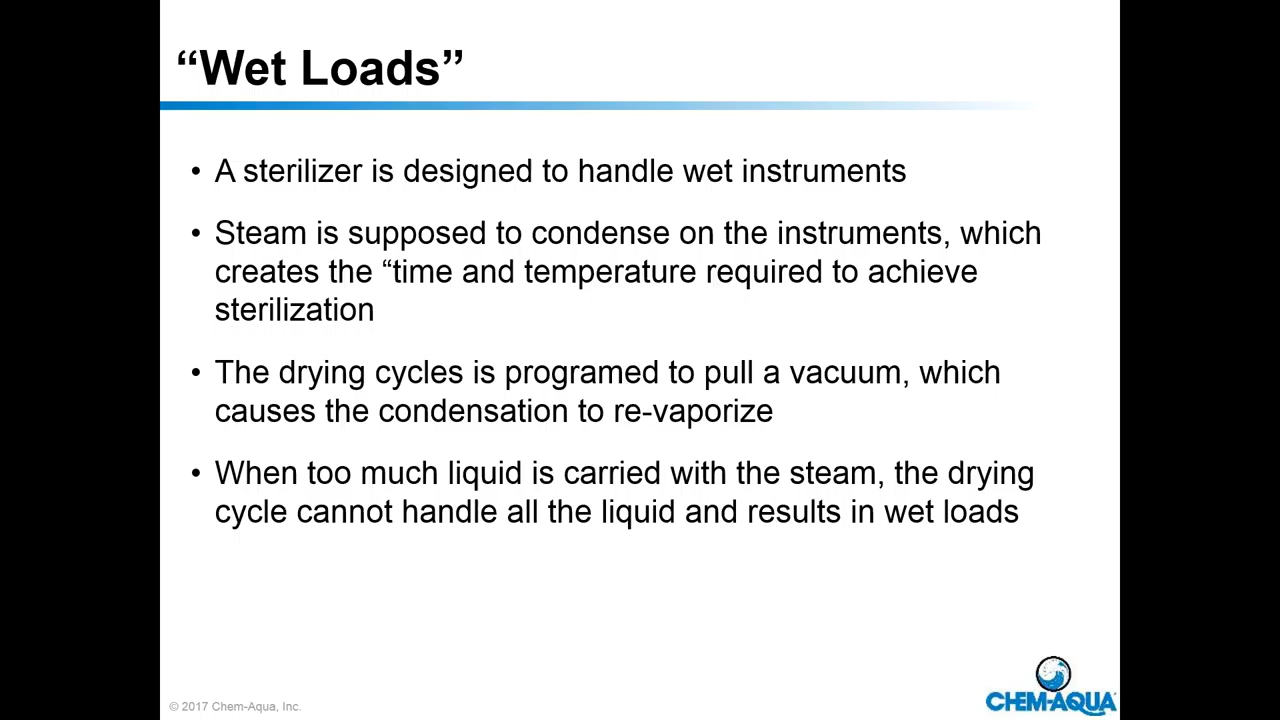 “Wet Loads”
• A sterilizer is designed to handle wet instruments
• Steam is supposed to condense on the instruments, which
creates the “time and temperature required to achieve
sterilization
• The drying cycles is programed to pull a vacuum, which
causes the condensation to re-vaporize
• When too much liquid is carried with the steam, the drying
cycle cannot handle all the liquid and results in wet loads
© 2017 Chem-Aqua, Inc.
CHEM-AQUA